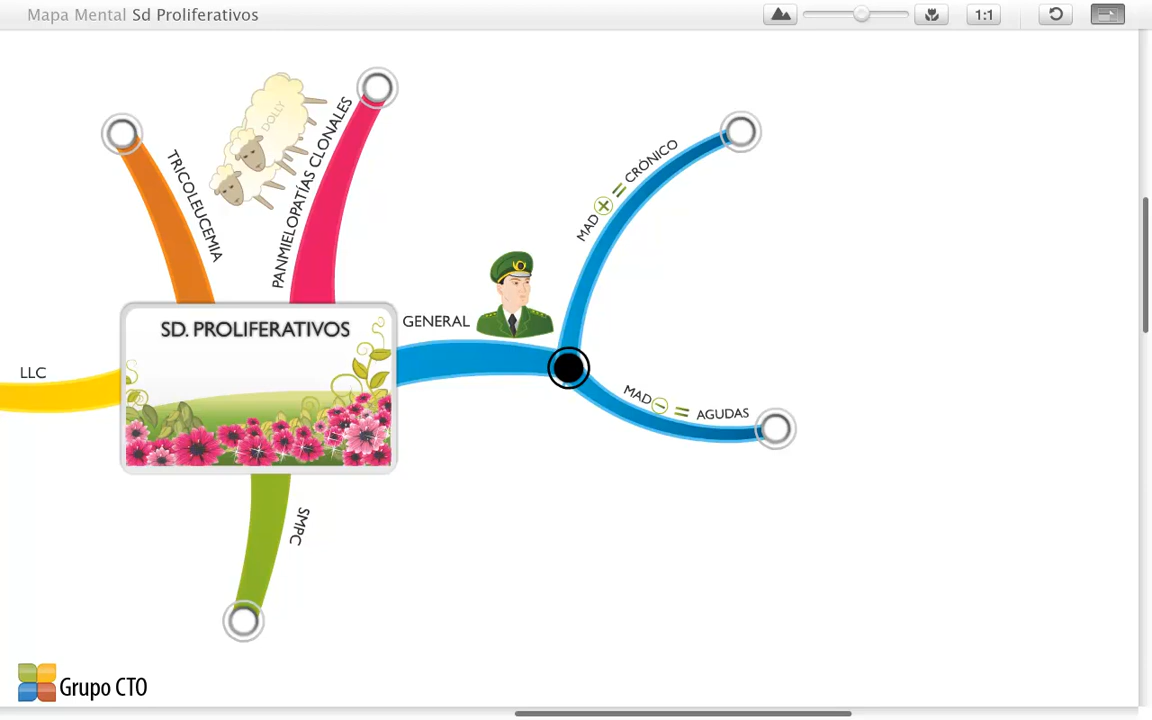 Mapa Mental Sd Proliferativos
1:1
TRICOLEUCEMIA
DOLLY
PANMIELOPATÍAS CLONALES
MAD + = CRÓNICO
GENERAL
SD. PROLIFERATIVOS
LLC
MAD - = AGUDAS
SMPC
Grupo CTO